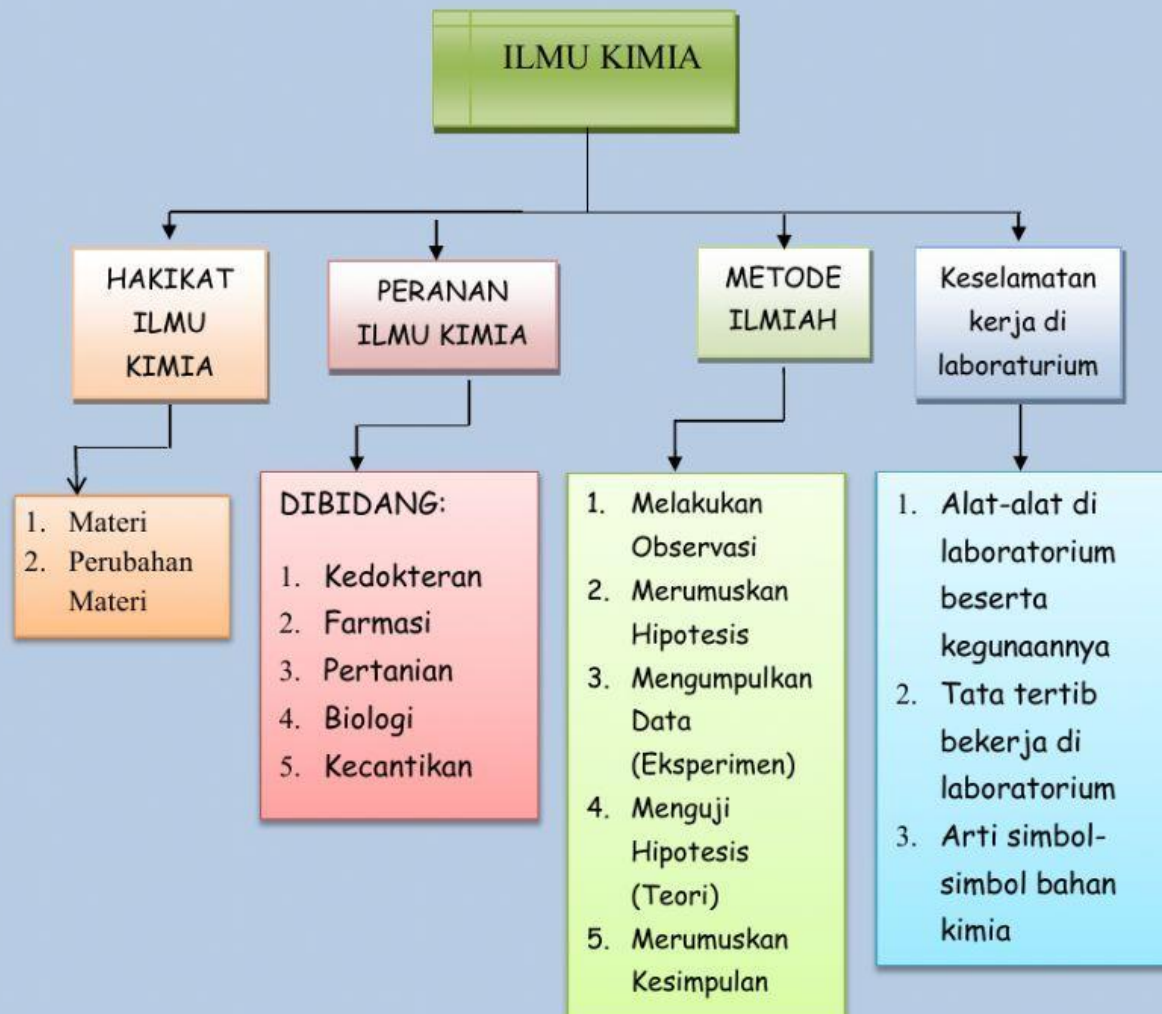 ILMU KIMIA
HAKIKAT
ILMU
KIMIA
PERANAN
ILMU KIMIA
METODE
ILMIAH
Keselamatan
kerja di
laboraturium
1. Materi
2. Perubahan
Materi
DIBIDANG:
1. Kedokteran
2. Farmasi
3. Pertanian
4. Biologi
5. Kecantikan
1. Melakukan
Observasi
2. Merumuskan
Hipotesis
3. Mengumpulkan
Data
(Eksperimen)
4. Menguji
Hipotesis
(Teori)
5. Merumuskan
Kesimpulan
1. Alat-alat di
laboratorium
beserta
kegunaannya
2. Tata tertib
bekerja di
laboratorium
3. Arti simbol-
simbol bahan
kimia